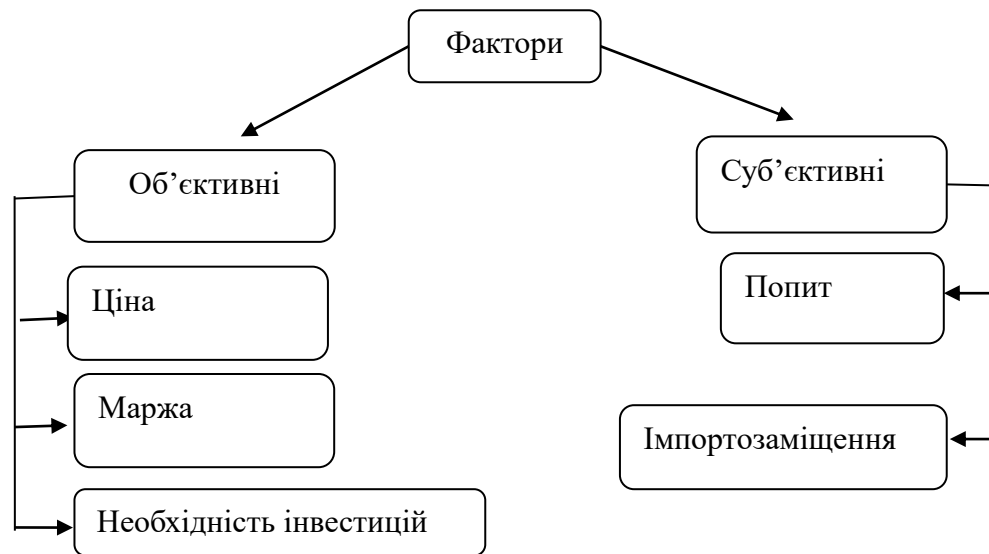 Фактори
Об’єктивні
Суб’єктивні
Ціна
Попит
Маржа
Імпортозаміщення
Необхідність інвестицій